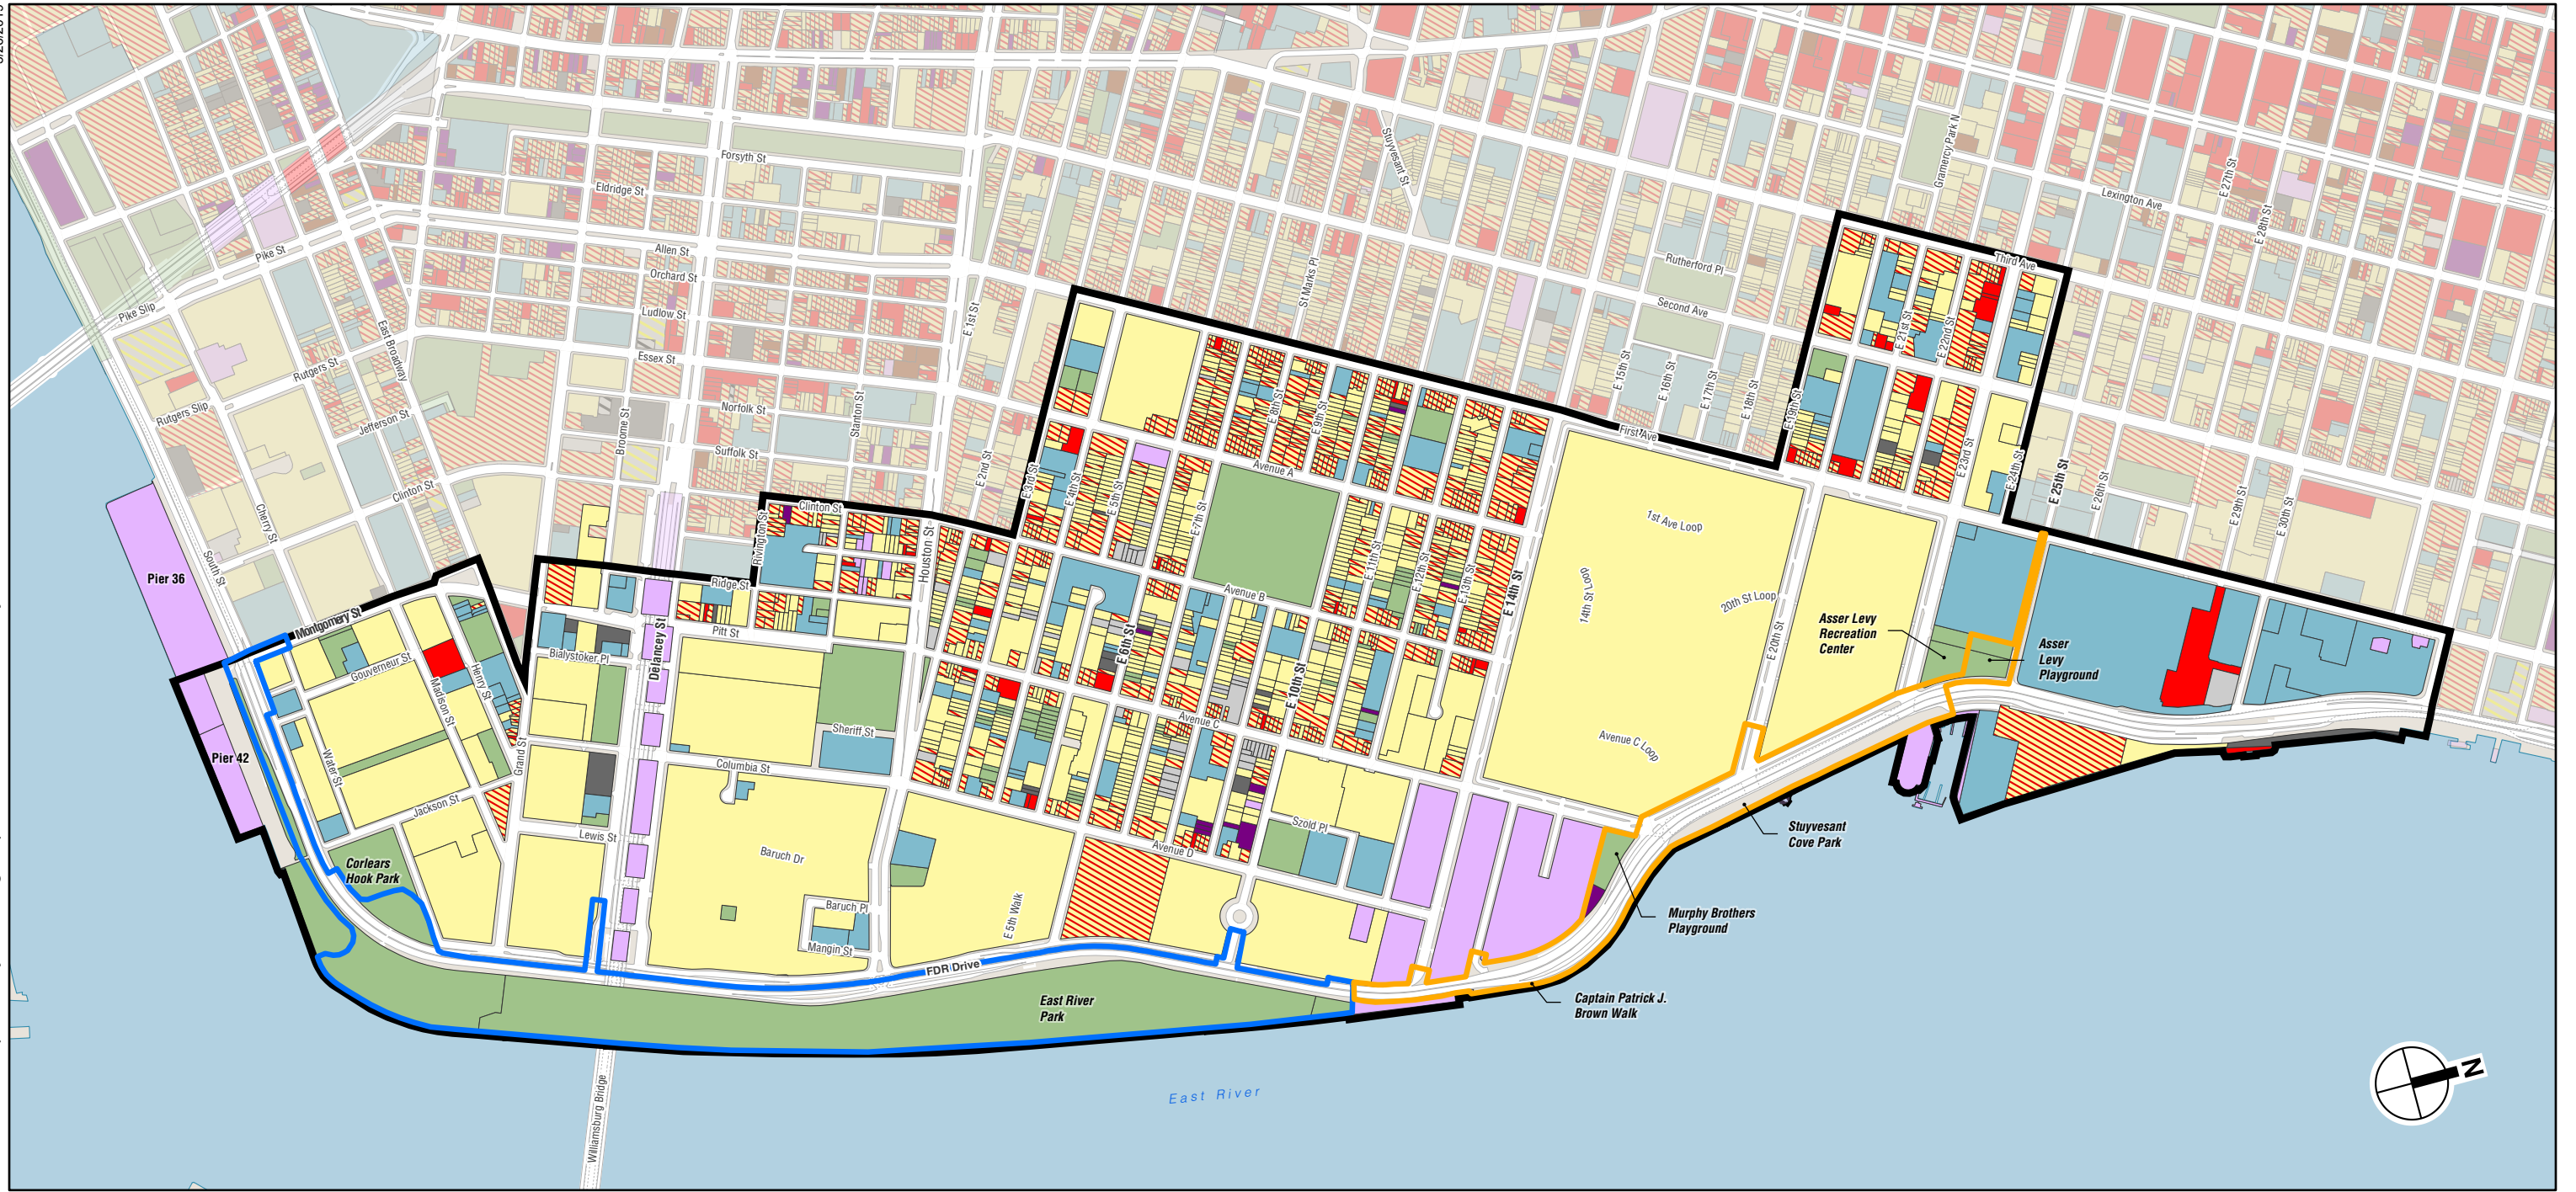 Forsyth St
Eldridge St
Allen St
Orchard St
Ludlow St
Essex St
Norfolk St
Suffolk St
Stanton St
Broome St
Pike St
Pike Slip
East Broadway
Rutgers St
Rutgers Slip
Jefferson St
Clinton St
Cherry St
South St
Pier 36
Pier 42
Stuyvesant St
St Marks Pl
E 1st St
E 2nd St
Rutherford Pl
Second Ave
E 15th St
E 16th St
E 17th St
E 18th St
Gramercy Park N
Lexington Ave
E 27th St
E 28th St
Third Ave
E 21st St
E 22nd St
E 19th St
E 23rd St
E 24th St
E 25th St
E 26th St
E 29th St
E 30th St
First Ave
E 3rd St
E 4th St
E 5th St
E 7th St
E 8th St
E 9th St
Avenue A
Avenue B
E 11th St
E 12th St
E 13th St
E 14th St
1st Ave Loop
14th St Loop
20th St Loop
Avenue C Loop
E 20th St
Clinton St
Rivington St
Houston St
Ridge St
Pitt St
Delancey St
Bialystoker Pl
Montgomery St
Gouverneur St
Madison St
Henry St
Water St
Jackson St
Grand St
Sheriff St
Columbia St
Lewis St
Baruch Dr
Baruch Pl
Mangin St
E 6th St
E 10th St
Avenue C
Avenue D
Szold Pl
E 5th Walk
FDR Drive
Corlears
Hook Park
East River
Park
Asser Levy
Recreation
Center
Asser
Levy
Playground
Stuyvesant
Cove Park
Murphy Brothers
Playground
Captain Patrick J.
Brown Walk
East River
Williamsburg Bridge
N